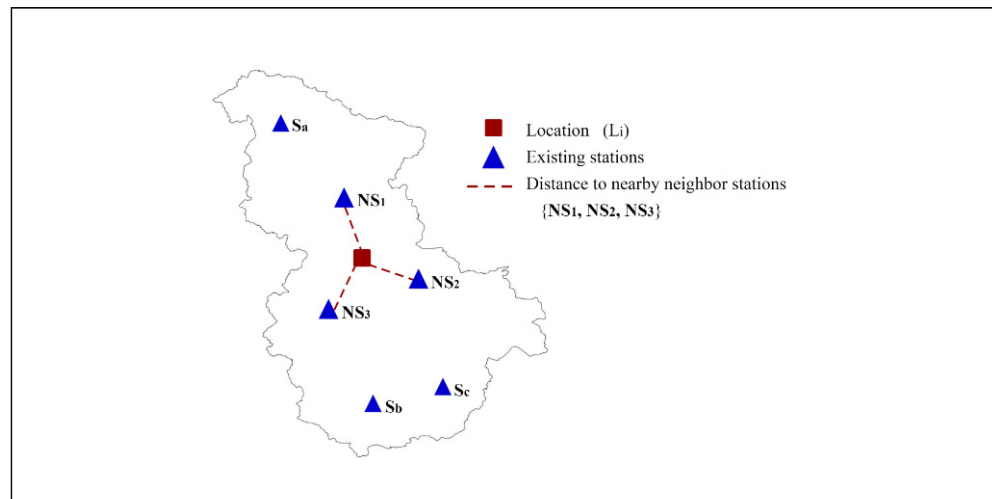 Sa
Location (Li)
Existing stations
Distance to nearby neighbor stations
{NS1, NS2, NS3}
NS1
NS2
NS3
Sc
Sb